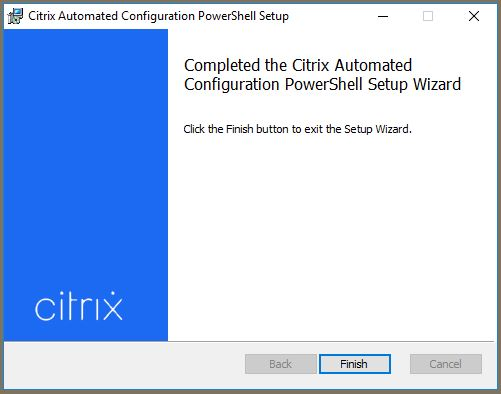 Citrix Automated Configuration PowerShell Setup
Completed the Citrix Automated
Configuration PowerShell Setup Wizard
Click the Finish button to exit the Setup Wizard.
citrix
Back
Finish
Cancel